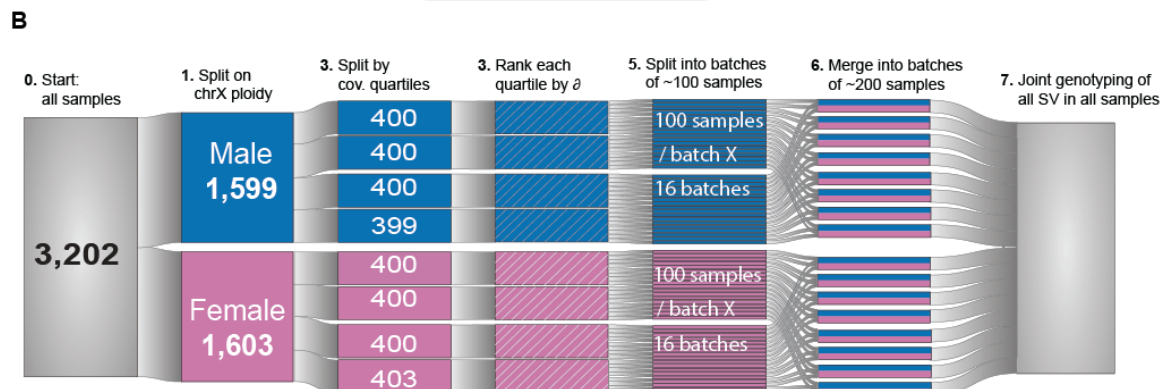 B
0. Start:
all samples
1. Split on
chrX ploidy
3. Split by
cov. quartiles
3. Rank each
quartile by ∂
5. Split into batches
of ~100 samples
6. Merge into batches
of ~200 samples
7. Joint genotyping of
all SV in all samples
3,202
Male
1,599
Female
1,603
400
400
400
399
400
400
400
403
100 samples
/ batch X
16 batches
100 samples
/ batch X
16 batches